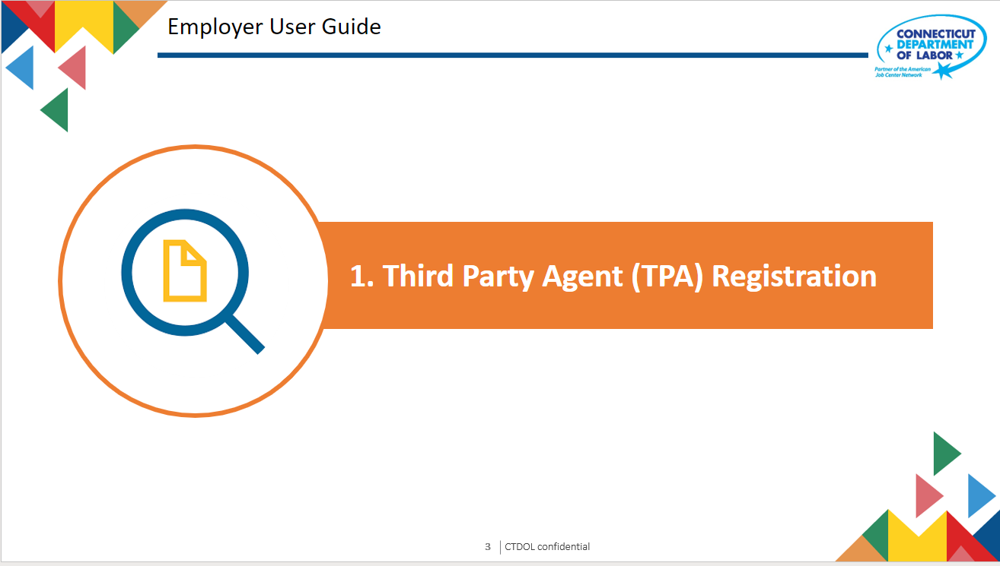 Employer User Guide
CONNECTICUT
DEPARTMENT
OF LABOR
Partner of the American
Job Center Network
1. Third Party Agent (TPA) Registration
3 CTDOL confidential